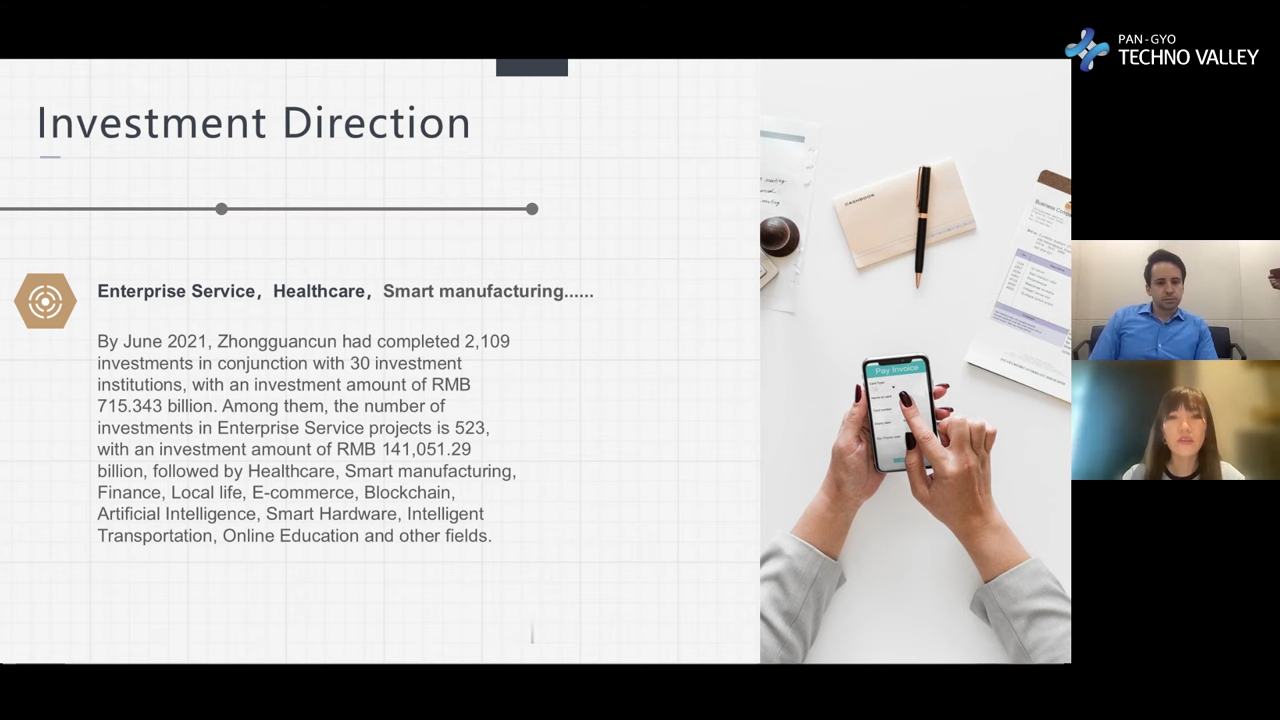 PAN-GYO
TECHNO VALLEY
Investment Direction
Enterprise Service，Healthcare，Smart mnufacturing......
By June 2021, Zhongguancun had completed 2,109
investments in conjunction with 30 investment
institutions, with an investment amount of RMB
715.343 billion. Among them, the number of
investments in Enterprise Service projects is 523,
with an investment amount of RMB 141,051.29
billion, followed by Healthcare, Smart manufacturing,
Finance, Local life, E-commerce, Blockchain,
Artificial Intelligence, Smart Hardware, Intelligent
Transportation, Online Education and other fields.
CASHBOOK
Pay Invoice